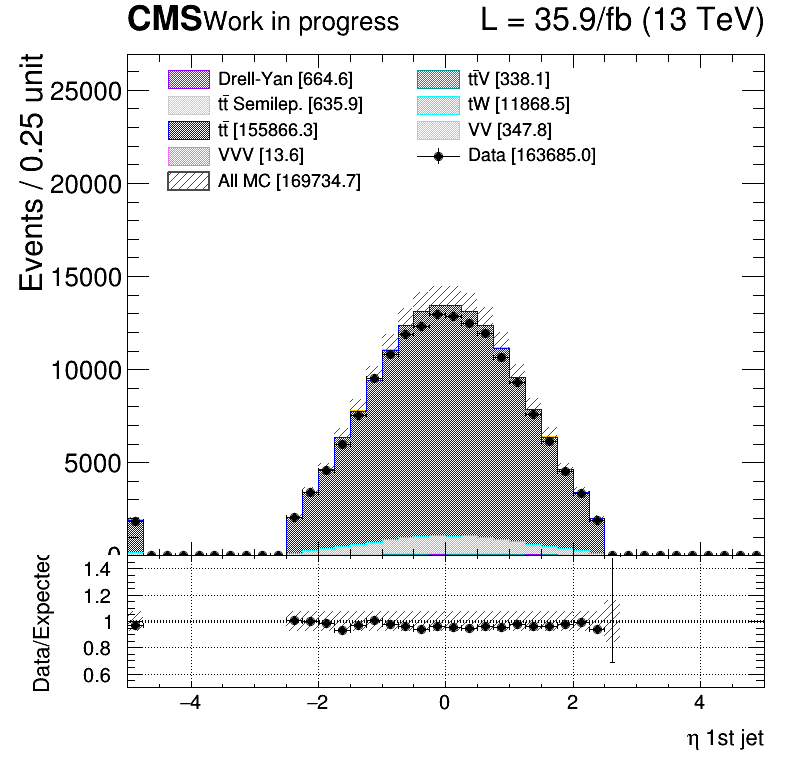 CMS Work in progress L = 35.9/fb (13 TeV)
Events / 0.25 unit
25000
20000
15000
10000
5000
0
Drell-Yan [664.6]
tt̄ Semilep. [635.9]
tt̄ [155866.3]
VVV [13.6]
All MC [169734.7]
tt̄V [338.1]
tW [11868.5]
VV [347.8]
Data [163685.0]
Data/Expected
1.4
1.2
1
0.8
0.6
−4 −2 0 2 4
η 1st jet